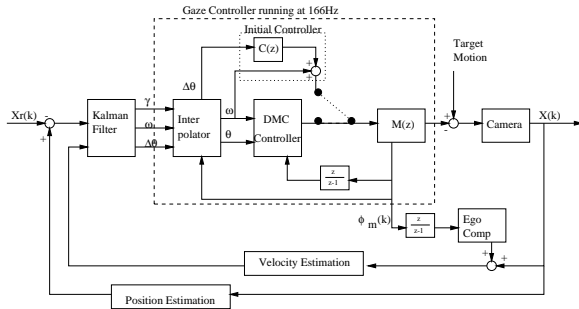 Gaze Controller running at 166Hz
Initial Controller
C(z)
Δθ
+
+
Target
Motion
Xr(k)
-
+
Kalman
Filter
γ
ω
Δθ
Inter
polator
ω
θ
DMC
Controller
M(z)
+
-
Camera
X(k)
z
z-1
ϕ m(k)
z
z-1
Ego
Comp
+
+
Velocity Estimation
Position Estimation